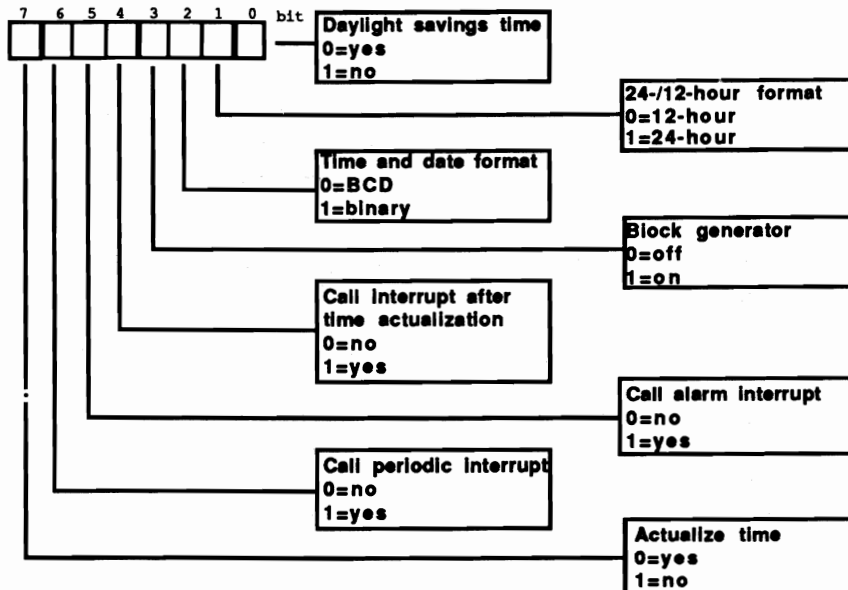 7 6 5 4 3 2 1 0 bit
Daylight savings time
0=yes
1=no
24-/12-hour format
0=12-hour
1=24-hour
Time and date format
0=BCD
1=binary
Block generator
0=off
1=on
Call interrupt after
time actualization
0=no
1=yes
Call alarm interrupt
0=no
1=yes
Call periodic interrupt
0=no
1=yes
Actualize time
0=yes
1=no